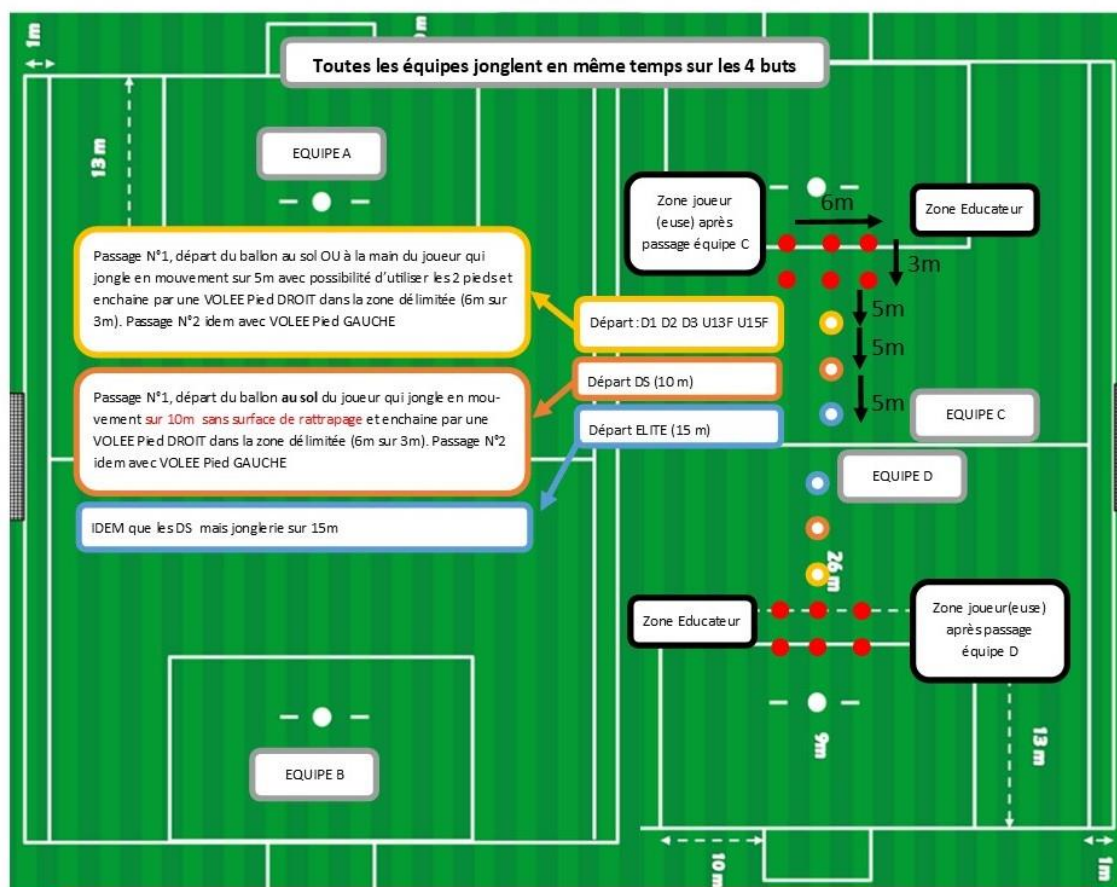 Toutes les équipes jonglent en même temps sur les 4 buts
1m
13 m
EQUIPE A
Passage N°1, départ du ballon au sol OU à la main du joueur qui
jongle en mouvement sur 5m avec possibilité d'utiliser les 2 pieds et
enchaine par une VOLEE Pied DROIT dans la zone délimitée (6m sur
3m). Passage N°2 idem avec VOLEE Pied GAUCHE
Passage N°1, départ du ballon au sol du joueur qui jongle en mou-
vement sur 10m sans surface de rattrapage et enchaine par une
VOLEE Pied DROIT dans la zone délimitée (6m sur 3m). Passage N°2
idem avec VOLEE Pied GAUCHE
IDEM que les DS mais jonglerie sur 15m
EQUIPE B
Départ : D1 D2 D3 U13F U15F
Départ DS (10 m)
Départ ELITE (15 m)
Zone joueur
(euse) après
passage équipe C
6m
Zone Educateur
3m
5m
5m
5m
EQUIPE C
EQUIPE D
26 m
Zone Educateur
Zone joueur(euse)
après passage
équipe D
9m
13 m
10 m
1m